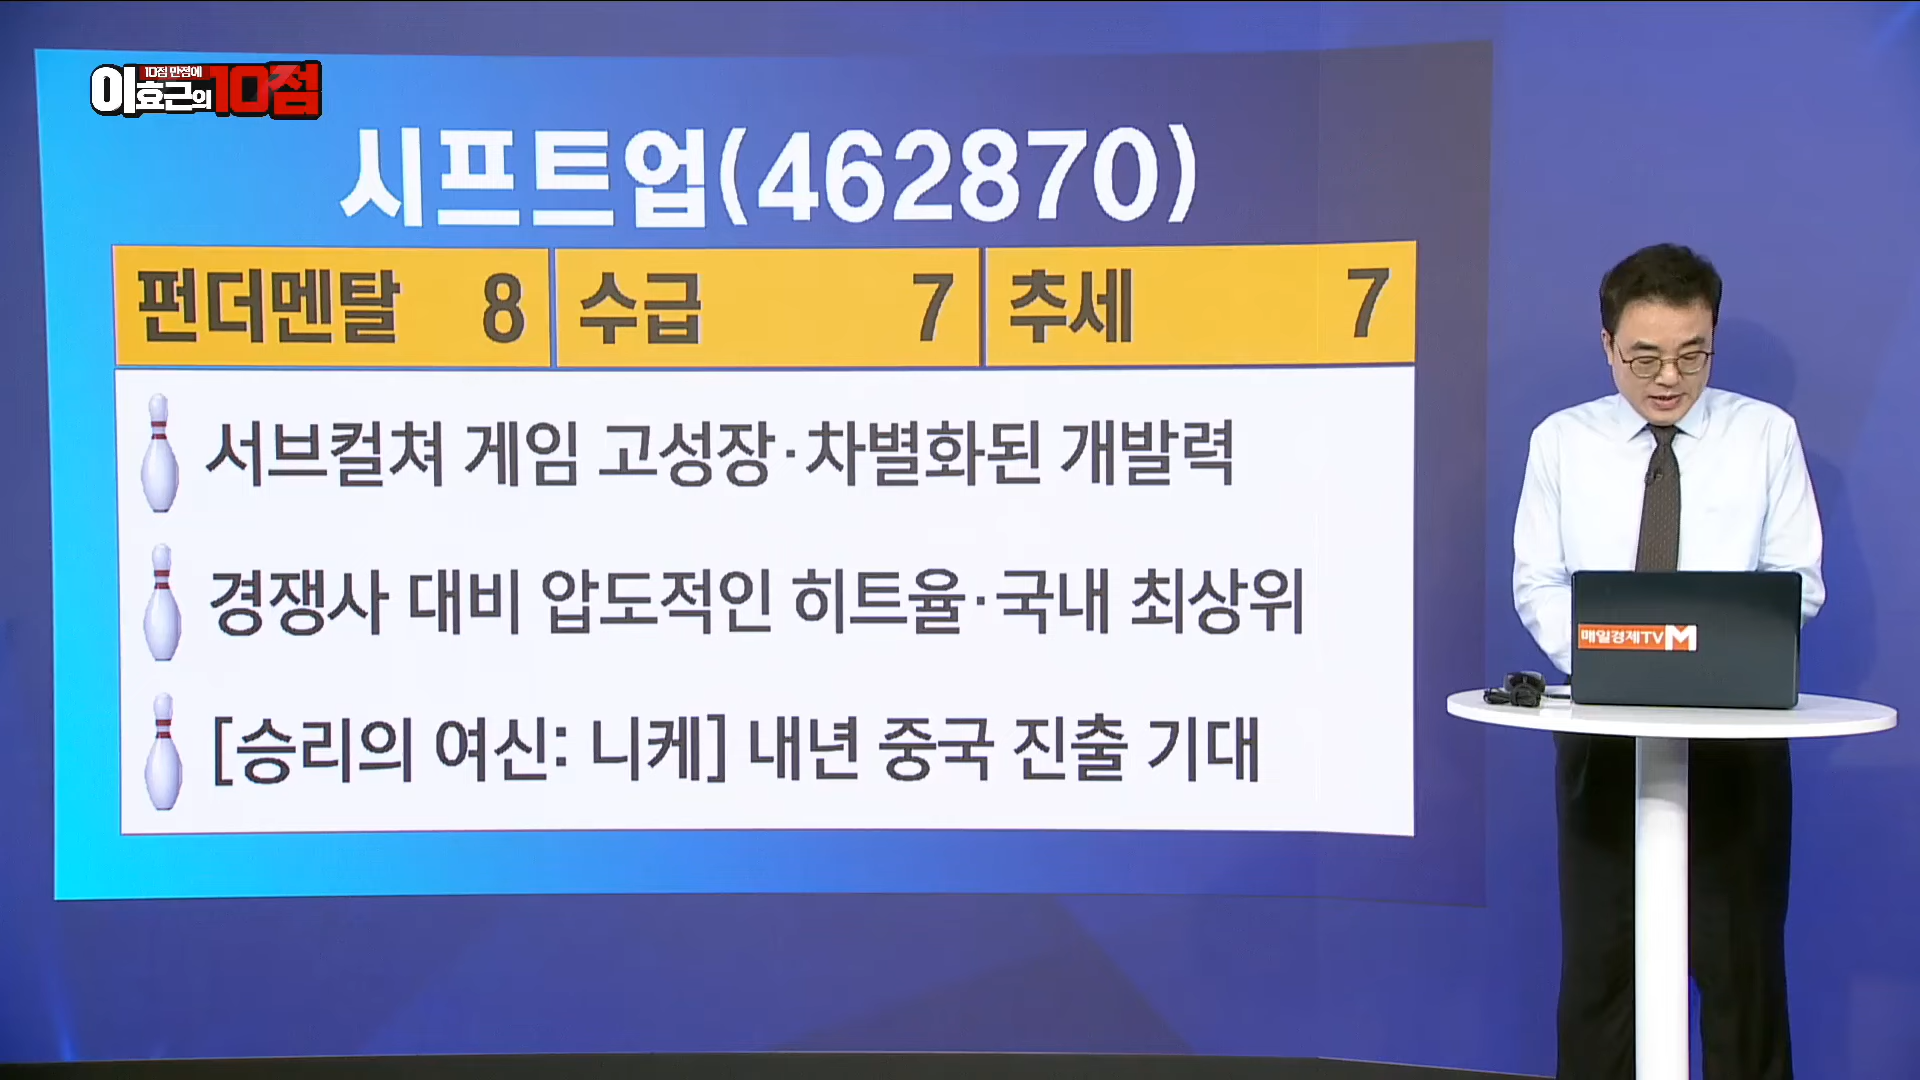 10점 만점에
이효근의 10점
시프트업(462870)
펀더멘탈 8 수급 7 추세 7
서브컬쳐 게임 고성장·차별화된 개발력
경쟁사 대비 압도적인 히트율·국내 최상위
[승리의 여신: 니케] 내년 중국 진출 기대
매일경제TV M